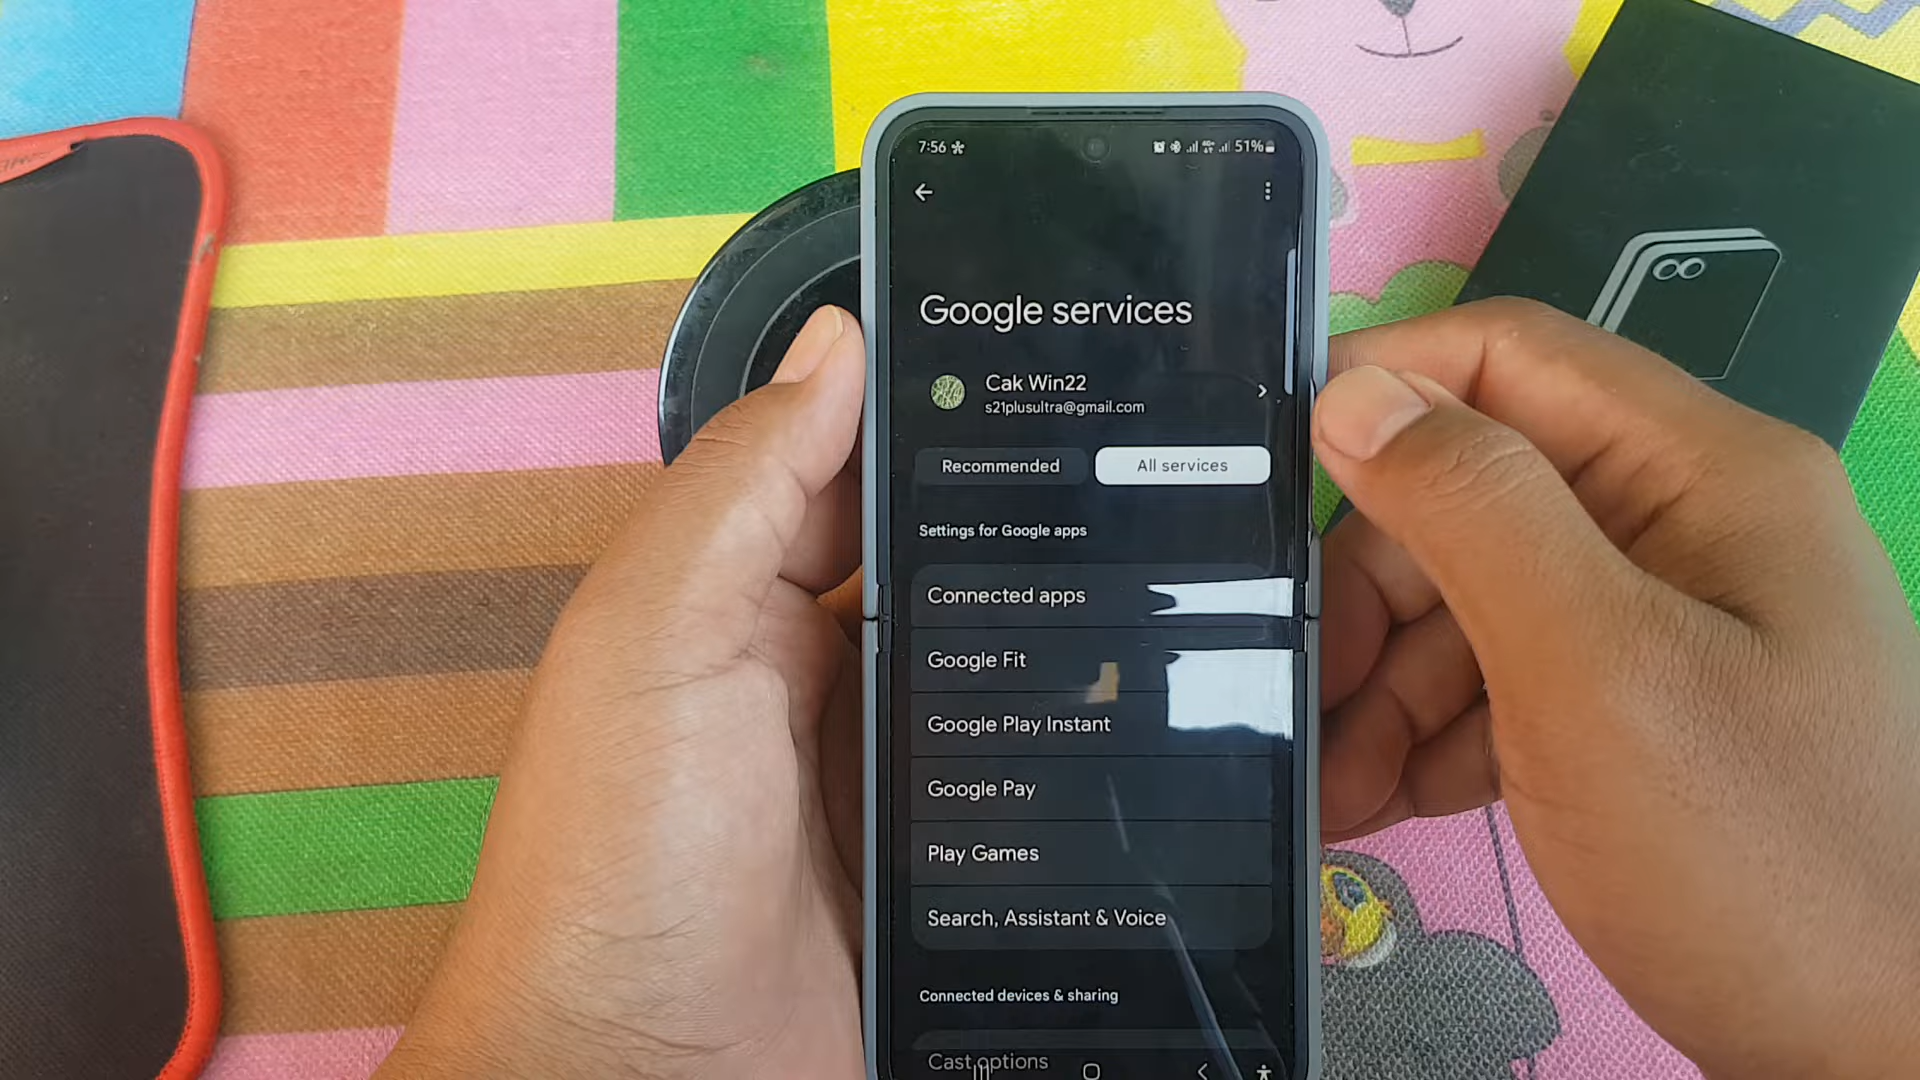 7:56
51%
Google services
Cak Win22
s21plusultra@gmail.com
Recommended
All services
Settings for Google apps
Connected apps
Google Fit
Google Play Instant
Google Pay
Play Games
Search, Assistant & Voice
Connected devices & sharing
Cast options